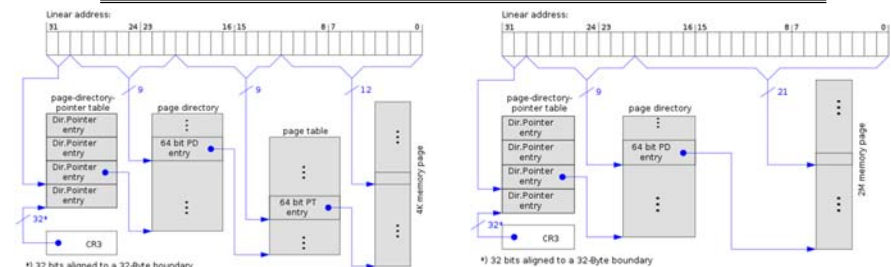 Linear address:
31 24 23 16 15 8 7 0
9 9 12
page-directory-
pointer table
Dir.Pointer
entry
Dir.Pointer
entry
Dir.Pointer
entry
Dir.Pointer
entry
32*
CR3
page directory
64 bit PD
entry
page table
64 bit PT
entry
4K memory page
*) 32 bits aligned to a 32-Byte boundary
Linear address:
31 24 23 16 15 8 7 0
9 21
page-directory-
pointer table
Dir.Pointer
entry
Dir.Pointer
entry
Dir.Pointer
entry
Dir.Pointer
entry
32*
CR3
page directory
64 bit PD
entry
2M memory page
*) 32 bits aligned to a 32-Byte boundary